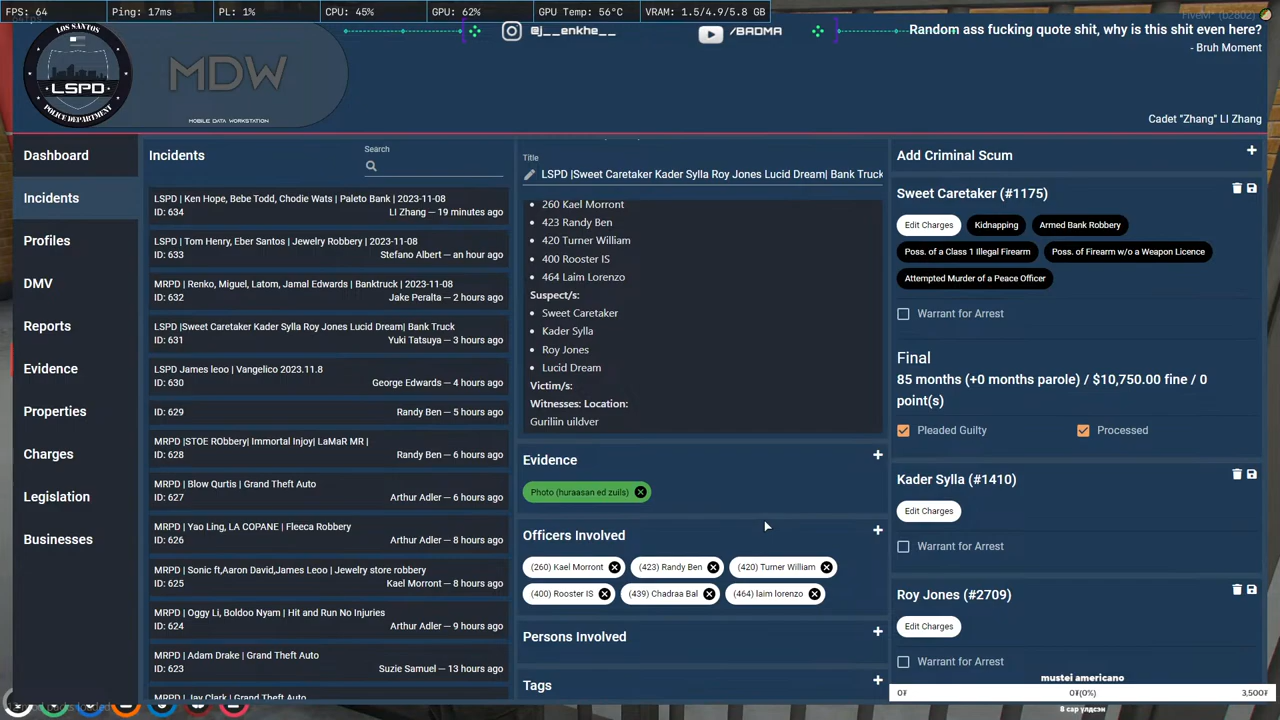 FPS: 64 Ping: 17ms PL: 1% CPU: 45% GPU: 62% GPU Temp: 56°C VRAM: 1.5/4.9/5.8 GB
FiveM® (b2802)
@j__enkhe__ /BADMA
LOS SANTOS
LSPD
POLICE DEPARTMENT
MDW
MOBILE DATA WORKSTATION
Random ass fucking quote shit, why is this shit even here?
- Bruh Moment
Cadet "Zhang" LI Zhang
Dashboard
Incidents
Profiles
DMV
Reports
Evidence
Properties
Charges
Legislation
Businesses
Incidents
Search
LSPD | Ken Hope, Bebe Todd, Chodie Wats | Paleto Bank | 2023-11-08
ID: 634 LI Zhang — 19 minutes ago
LSPD | Tom Henry, Eber Santos | Jewelry Robbery | 2023-11-08
ID: 633 Stefano Albert — an hour ago
MRPD | Renko, Mojo, Latom, Jamal Edwards | Banktruck | 2023-11-08
ID: 632 Jake Peralta — 2 hours ago
LSPD |Sweet Caretaker Kader Sylla Roy Jones Lucid Dream| Bank Truck
ID: 631 Yuki Tatsuya — 3 hours ago
LSPD James leoo | Vangelico 2023.11.8
ID: 630 George Edwards — 4 hours ago
ID: 629 Randy Ben — 5 hours ago
MRPD |STOE RObbery| Immortal Injoy| LaMaR MR |
ID: 628 Randy Ben — 6 hours ago
MRPD | Blow Qurtis | Grand Theft Auto
ID: 627 Arthur Adler — 6 hours ago
MRPD | Yao Ling, LA COPANE | Fleeca Robbery
ID: 626 Arthur Adler — 8 hours ago
MRPD | Sonic ft,Aaron David,James Leoo | Jewelry store robbery
ID: 625 Kael Morront — 8 hours ago
MRPD | Oggy Li, Boldoo Nyam | Hit and Run No Injuries
ID: 624 Arthur Adler — 9 hours ago
MRPD | Adam Drake | Grand Theft Auto
ID: 623 Suzie Samuel — 13 hours ago
MRPD | Jay Clark | Grand Theft Auto
Title
LSPD |Sweet Caretaker Kader Sylla Roy Jones Lucid Dream| Bank Truck
260 Kael Morront
423 Randy Ben
420 Turner William
400 Rooster IS
464 Laim Lorenzo
Suspect/s:
Sweet Caretaker
Kader Sylla
Roy Jones
Lucid Dream
Victim/s:
Witnesses: Location:
Guriliin uildver
Evidence
Photo (huraasan ed zuils)
Officers Involved
(260) Kael Morront (423) Randy Ben (420) Turner William
(400) Rooster IS (439) Chadraa Bal (464) laim lorenzo
Persons Involved
Tags
Add Criminal Scum
Sweet Caretaker (#1175)
Edit Charges Kidnapping Armed Bank Robbery
Poss. of a Class 1 Illegal Firearm Poss. of Firearm w/o a Weapon Licence
Attempted Murder of a Peace Officer
Warrant for Arrest
Final
85 months (+0 months parole) / $10,750.00 fine / 0
point(s)
Pleaded Guilty Processed
Kader Sylla (#1410)
Edit Charges
Warrant for Arrest
Roy Jones (#2709)
Edit Charges
Warrant for Arrest
mustei americano
0₮ 0₮(0%) 3,500₮
8 сар үлдсэн